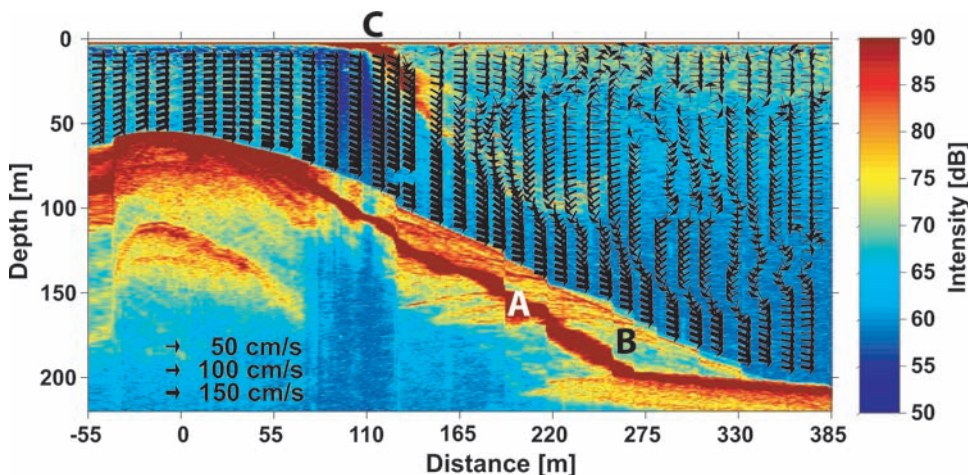 C
0
50
100
150
200
Depth [m]
A
B
50 cm/s
100 cm/s
150 cm/s
-55 0 55 110 165 220 275 330 385
Distance [m]
90
85
80
75
70
65
60
55
50
Intensity [dB]